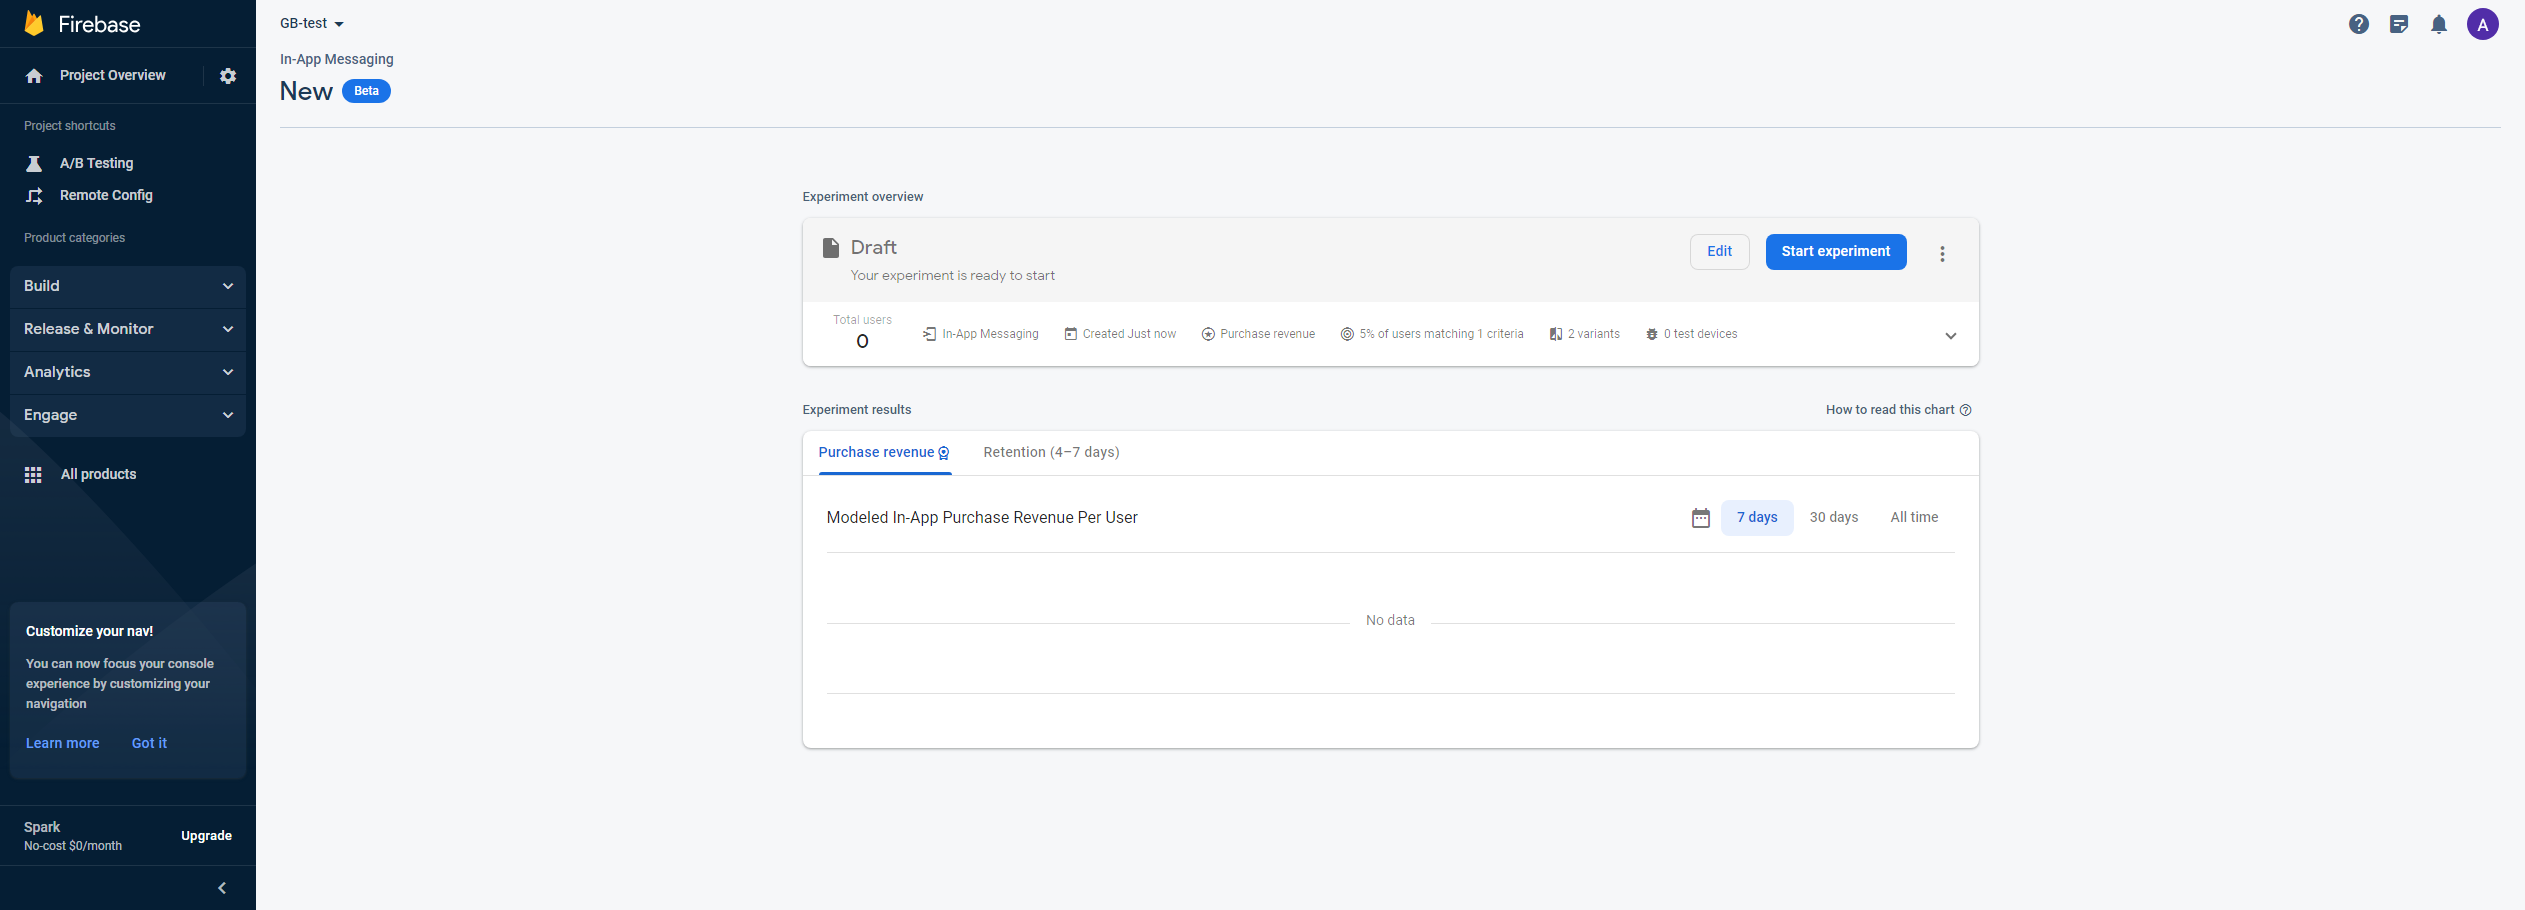 Firebase
Project Overview
Project shortcuts
A/B Testing
Remote Config
Product categories
Build
Release & Monitor
Analytics
Engage
All products
Customize your nav!
You can now focus your console
experience by customizing your
navigation
Learn more Got it
Spark
No-cost $0/month
Upgrade
GB-test
A
In-App Messaging
New Beta
Experiment overview
Draft
Your experiment is ready to start
Edit Start experiment
Total users
0
In-App Messaging Created Just now Purchase revenue 5% of users matching 1 criteria 2 variants 0 test devices
Experiment results How to read this chart
Purchase revenue Retention (4–7 days)
Modeled In-App Purchase Revenue Per User 7 days 30 days All time
No data